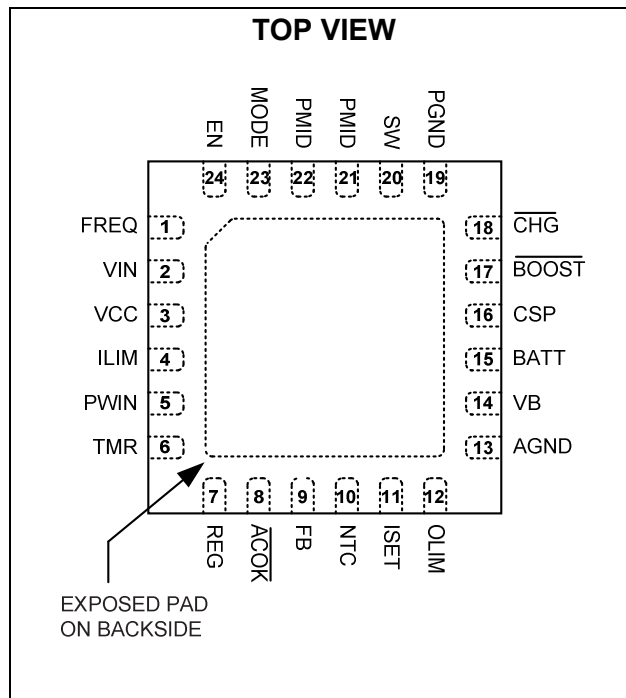 TOP VIEW
EN
MODE
PMID
PMID
SW
PGND
24
23
22
21
20
19
FREQ 1
VIN 2
VCC 3
ILIM 4
PWIN 5
TMR 6
18 CHG
17 BOOST
16 CSP
15 BATT
14 VB
13 AGND
7
8
9
10
11
12
REG
ACOK
FB
NTC
ISET
OLIM
EXPOSED PAD
ON BACKSIDE